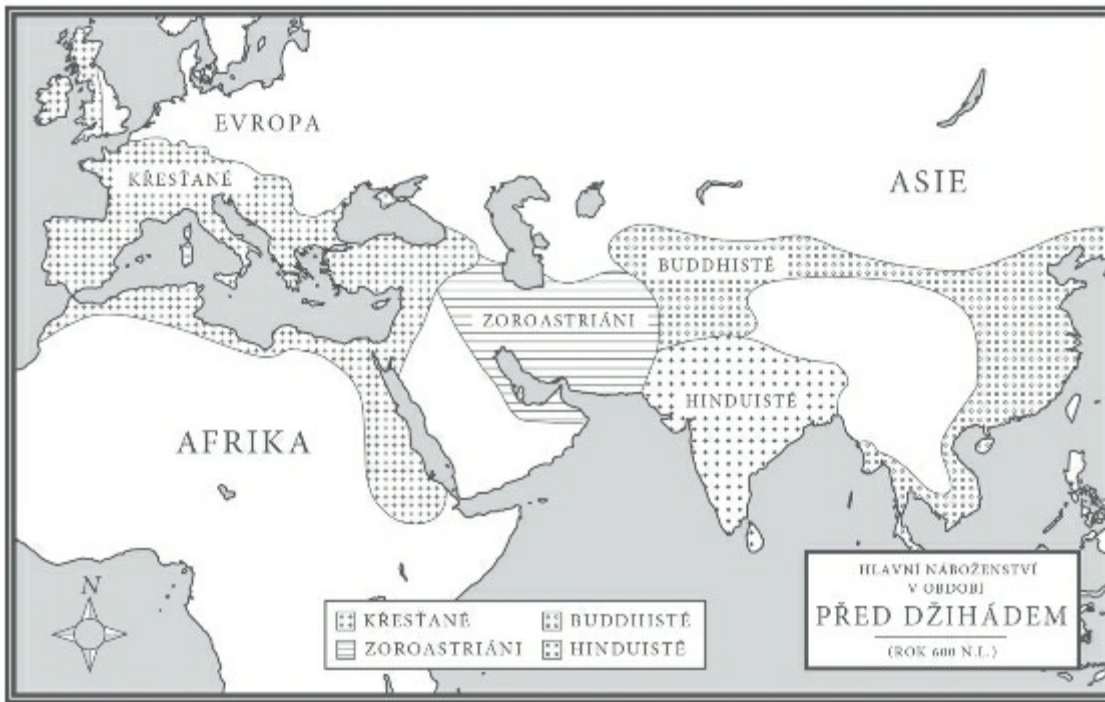 EVROPA
KŘESŤANÉ
ASIE
BUDDHISTÉ
ZOROASTRIÁNI
HINDUISTÉ
AFRIKA
N
KŘESŤANÉ
BUDDHISTÉ
ZOROASTRIÁNI
HINDUISTÉ
HLAVNÍ NÁBOŽENSTVÍ
V OBDOBÍ
PŘED DŽIHÁDEM
(ROK 600 N.L.)